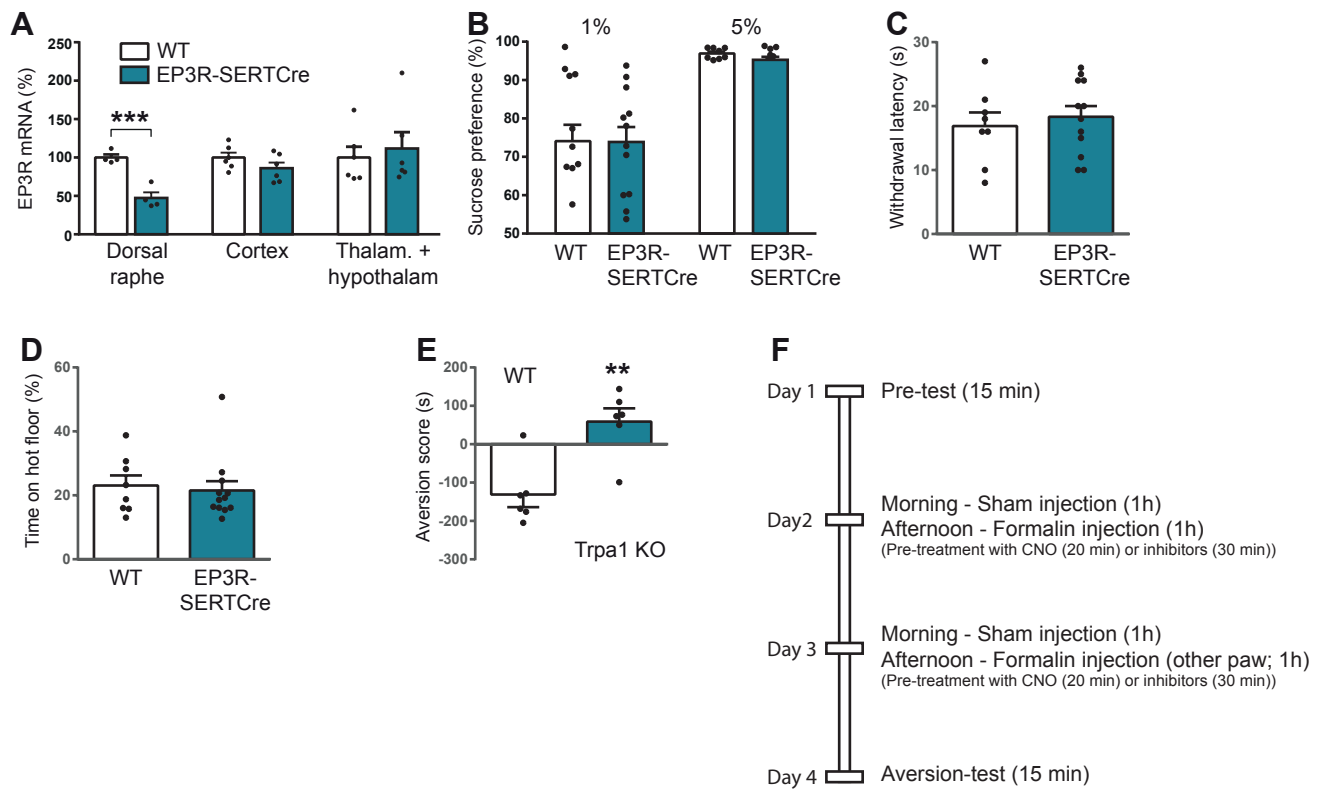 A
EP3R mRNA (%)
250
200
150
100
50
0
WT
EP3R-SERTCre
***
Dorsal
raphe
Cortex
Thalam. +
hypothalam
B
Sucrose preference (%)
100
90
80
70
60
50
1%
5%
WT
EP3R-
SERTCre
WT
EP3R-
SERTCre
C
Withdrawal latency (s)
30
20
10
0
WT
EP3R-
SERTCre
D
Time on hot floor (%)
60
40
20
0
WT
EP3R-
SERTCre
E
Aversion score (s)
200
100
0
-100
-200
-300
WT
**
Trpa1 KO
F
Day 1
Pre-test (15 min)
Day2
Morning - Sham injection (1h)
Afternoon - Formalin injection (1h)
(Pre-treatment with CNO (20 min) or inhibitors (30 min))
Day 3
Morning - Sham injection (1h)
Afternoon - Formalin injection (other paw; 1h)
(Pre-treatment with CNO (20 min) or inhibitors (30 min))
Day 4
Aversion-test (15 min)